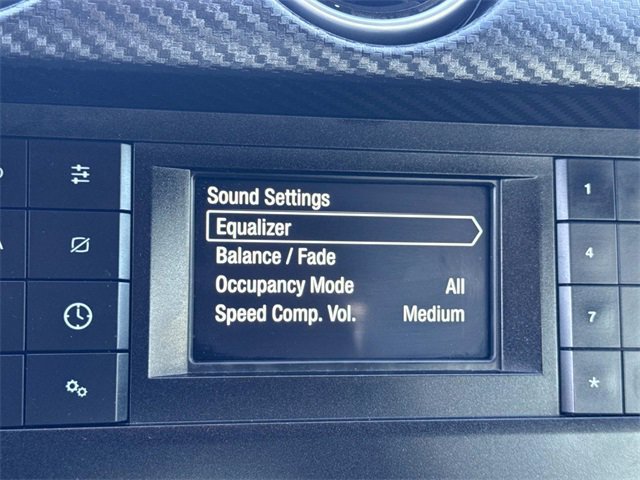 Sound Settings
Equalizer
Balance / Fade
Occupancy Mode All
Speed Comp. Vol. Medium
1
4
7
*